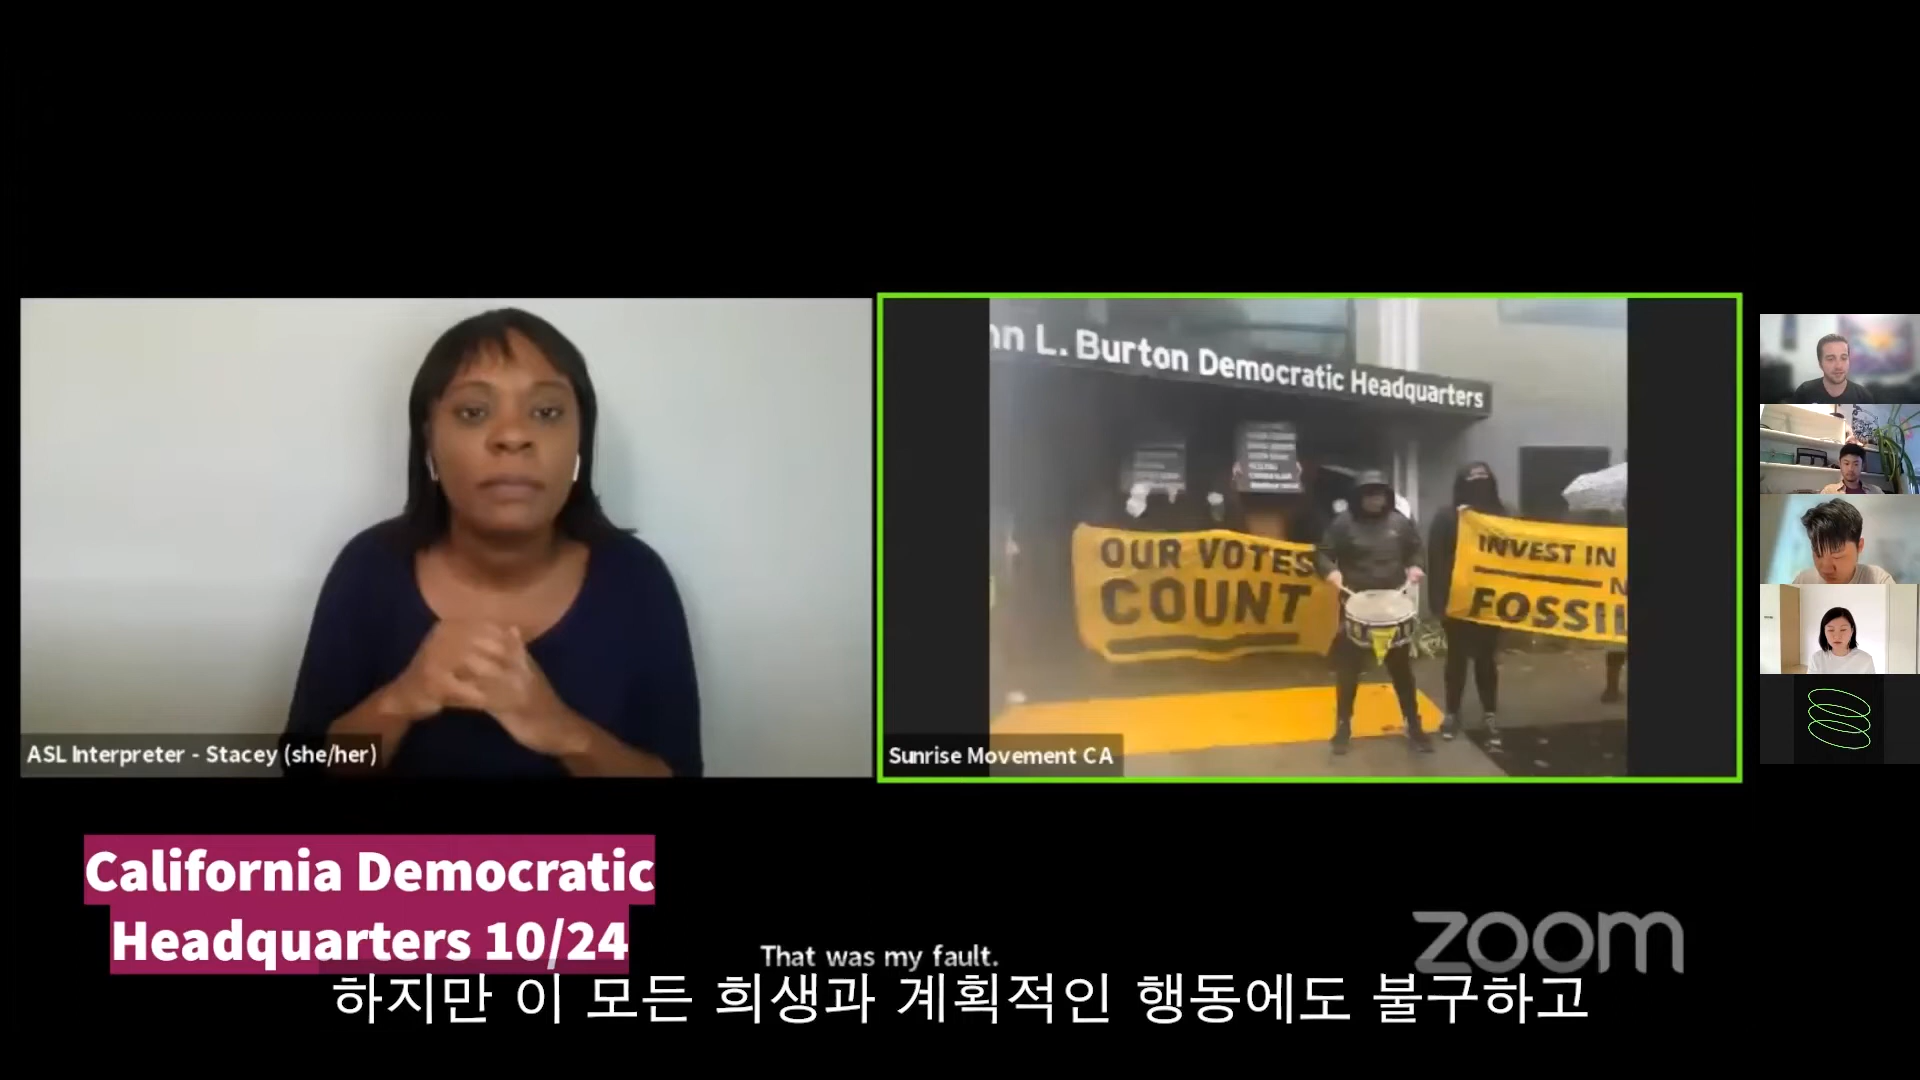 nn L. Burton Democratic Headquarters
OUR VOTES
COUNT
INVEST IN
N
FOSSIL
ASL Interpreter - Stacey (she/her)
Sunrise Movement CA
California Democratic
Headquarters 10/24
zoom
That was my fault.
하지만 이 모든 희생과 계획적인 행동에도 불구하고